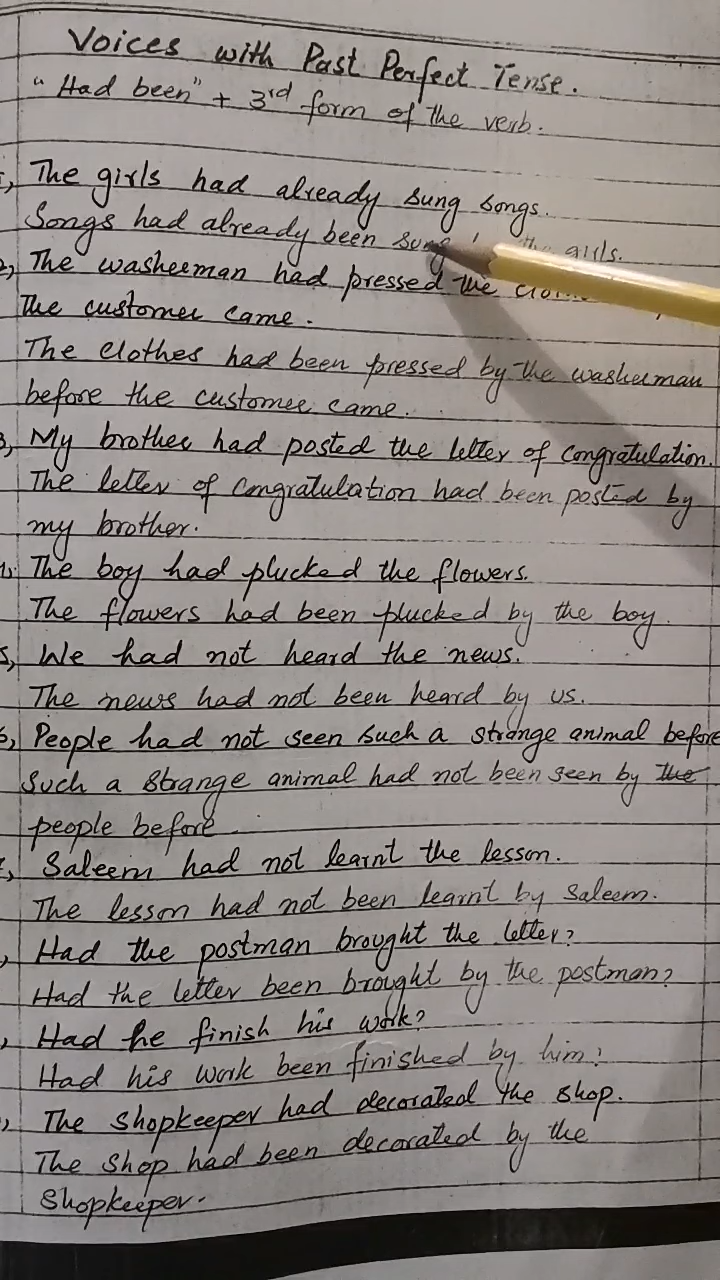 Voices with Past Perfect Tense.
"Had been" + 3rd form of the verb.
The girls had already sung songs.
Songs had already been sung the girls.
2, The washerman had pressed the
the customer came.
The clothes had been pressed by the washerman
before the customer came.
3, My brother had posted the letter of congratulation.
The letter of congratulation had been posted by
my brother.
The boy had plucked the flowers.
The flowers had been plucked by the boy.
5, We had not heard the news.
The news had not been heard by us.
6, People had not seen such a strange animal before
Such a strange animal had not been seen by the
people before.
Saleem had not learnt the lesson.
The lesson had not been learnt by Saleem.
Had the postman brought the letter?
Had the letter been brought by the postman?
Had he finish his work?
Had his work been finished by him?
The shopkeeper had decorated the shop.
The shop had been decorated by the
shopkeeper.